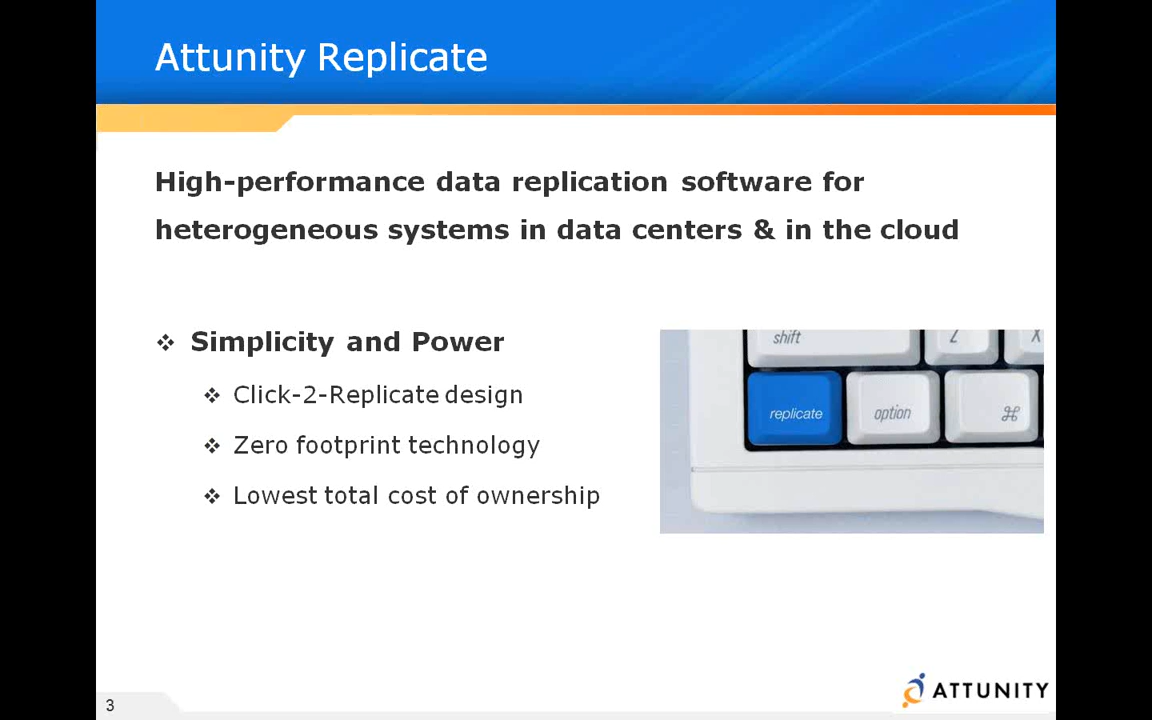 Attunity Replicate
High-performance data replication software for
heterogeneous systems in data centers & in the cloud
Simplicity and Power
Click-2-Replicate design
Zero footprint technology
Lowest total cost of ownership
shift
Z
X
replicate
option
⌘
3
ATTUNITY